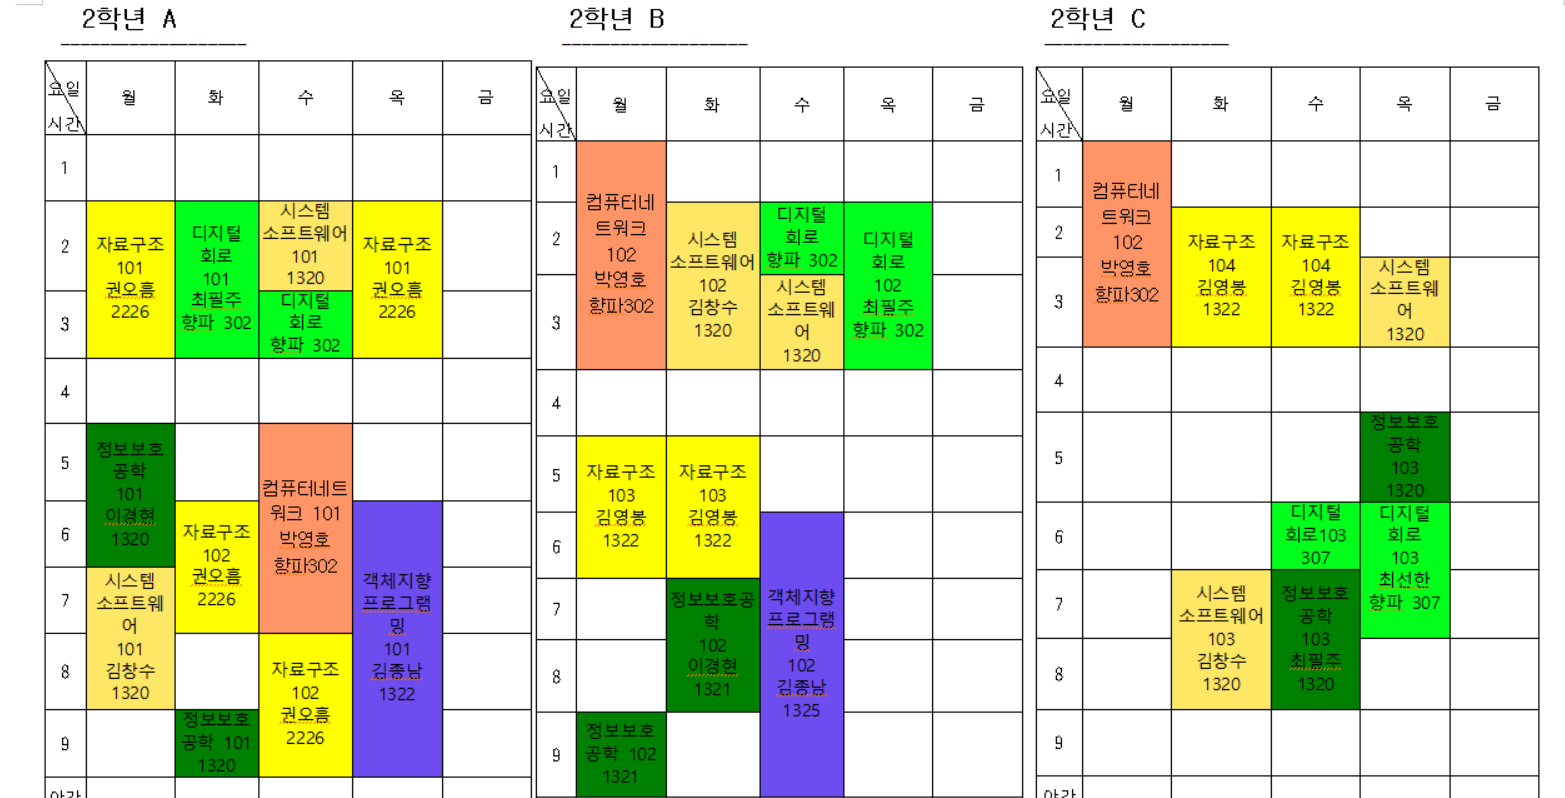 2학년 A
요일
시간
월
화
수
목
금
1
2
자료구조
101
권오흠
2226
디지털
회로
101
최필주
향파 302
시스템
소프트웨어
101
1320
자료구조
101
권오흠
2226
3
디지털
회로
향파 302
4
5
정보보호
공학
101
이경현
1320
컴퓨터네트
워크 101
박영호
향파302
6
자료구조
102
권오흠
2226
객체지향
프로그램
밍
101
김종남
1322
7
시스템
소프트웨
어
101
김창수
1320
8
자료구조
102
권오흠
2226
9
정보보호
공학 101
1320
야간
2학년 B
요일
시간
월
화
수
목
금
1
컴퓨터네
트워크
102
박영호
향파302
2
시스템
소프트웨어
102
김창수
1320
디지털
회로
향파 302
디지털
회로
102
최필주
향파 302
3
시스템
소프트웨
어
1320
4
5
자료구조
103
김영봉
1322
자료구조
103
김영봉
1322
6
객체지향
프로그램
밍
102
김종남
1325
7
정보보호공
학
102
이경현
1321
8
9
정보보호
공학 102
1321
2학년 C
요일
시간
월
화
수
목
금
1
컴퓨터네
트워크
102
박영호
향파302
2
자료구조
104
김영봉
1322
자료구조
104
김영봉
1322
3
시스템
소프트웨
어
1320
4
5
정보보호
공학
103
1320
6
디지털
회로103
307
디지털
회로
103
최선한
향파 307
7
시스템
소프트웨어
103
김창수
1320
정보보호
공학
103
최필주
1320
8
9
야간